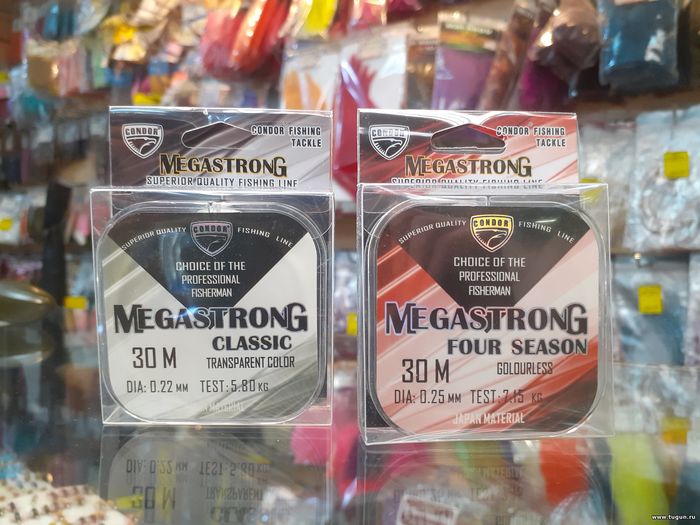 CONDOR
CONDOR FISHING
TACKLE
MEGASTRONG
SUPERIOR QUALITY FISHING LINE
SUPERIOR QUALITY
CONDOR
FISHING LINE
CHOICE OF THE
PROFESSIONAL
FISHERMAN
MEGASTRONG
CLASSIC
30 M
TRANSPARENT COLOR
DIA: 0.22 MM TEST: 5.80 KG
MATERIAL
CONDOR
CONDOR FISHING
TACKLE
MEGASTRONG
SUPERIOR QUALITY FISHING LINE
SUPERIOR QUALITY
CONDOR
FISHING LINE
CHOICE OF THE
PROFESSIONAL
FISHERMAN
MEGASTRONG
FOUR SEASON
30 M
GOLOURLESS
DIA: 0.25 MM TEST: 7.15 KG
JAPAN MATERIAL
www.tugun.ru